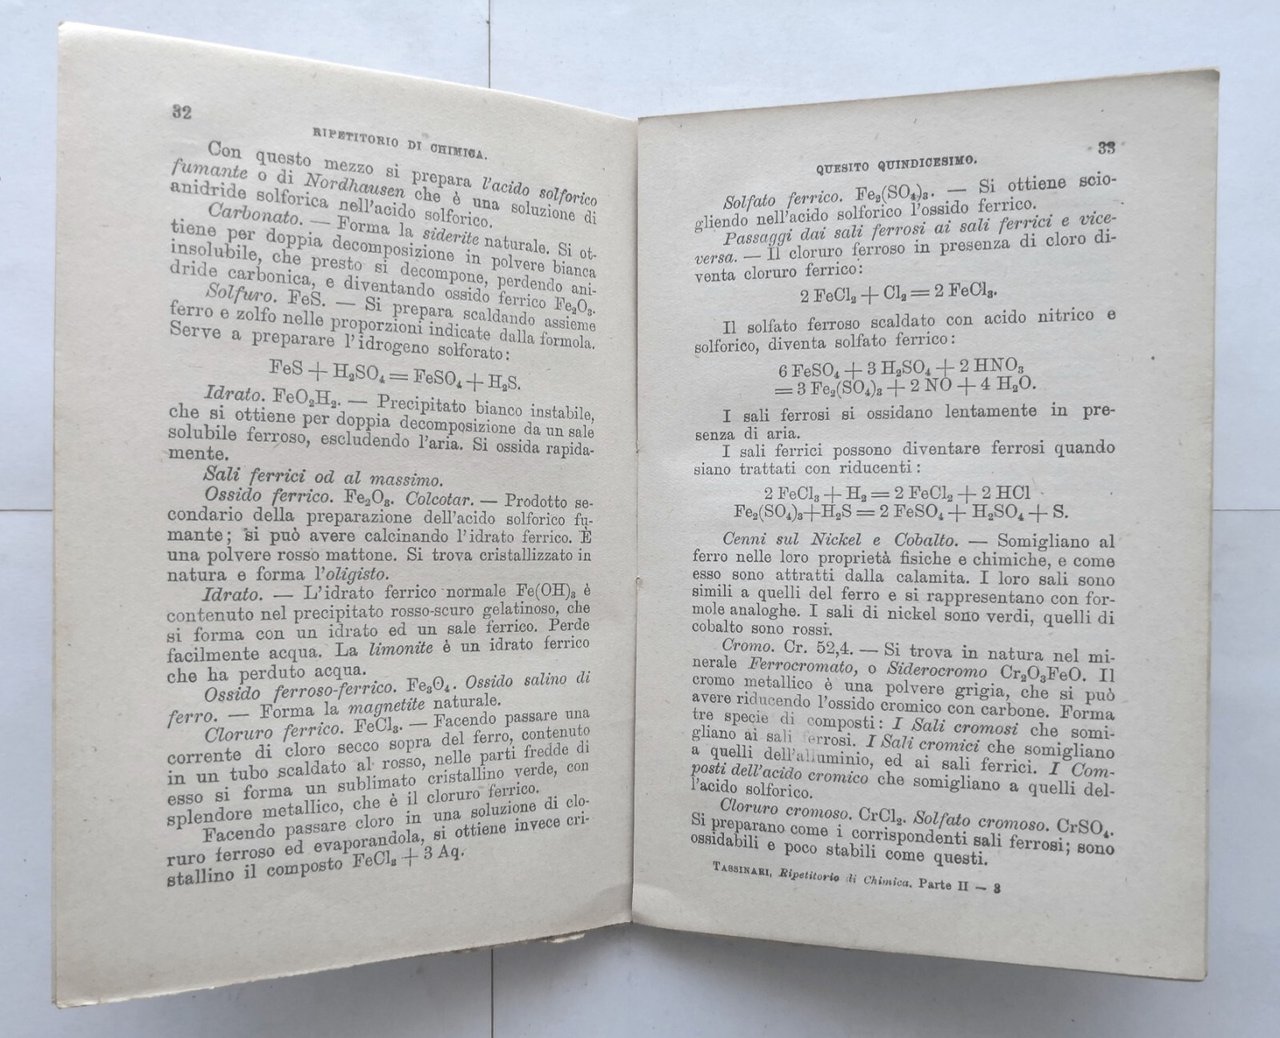 32
RIPETITORIO DI CHIMICA.
Con questo mezzo si prepara l'acido solforico
fumante o di Nordhausen che è una soluzione di
anidride solforica nell'acido solforico.
Carbonato. — Forma la siderite naturale. Si ot-
tiene per doppia decomposizione in polvere bianca
insolubile, che presto si decompone, perdendo ani-
dride carbonica, e diventando ossido ferrico Fe₂O₃.
Solfuro. FeS. — Si prepara scaldando assieme
ferro e zolfo nelle proporzioni indicate dalla formola.
Serve a preparare l'idrogeno solforato:
FeS + H₂SO₄ = FeSO₄ + H₂S.
Idrato. FeO₂H₂. — Precipitato bianco instabile,
che si ottiene per doppia decomposizione da un sale
solubile ferroso, escludendo l'aria. Si ossida rapida-
mente.
Sali ferrici od al massimo.
Ossido ferrico. Fe₂O₃. Colcotar. — Prodotto se-
condario della preparazione dell'acido solforico fu-
mante; si può avere calcinando l'idrato ferrico. È
una polvere rosso mattone. Si trova cristallizzato in
natura e forma l'oligisto.
Idrato. — L'idrato ferrico normale Fe(OH)₃ è
contenuto nel precipitato rosso-scuro gelatinoso, che
si forma con un idrato ed un sale ferrico. Perde
facilmente acqua. La limonite è un idrato ferrico
che ha perduto acqua.
Ossido ferroso-ferrico. Fe₃O₄. Ossido salino di
ferro. — Forma la magnetite naturale.
Cloruro ferrico. FeCl₃. — Facendo passare una
corrente di cloro secco sopra del ferro, contenuto
in un tubo scaldato al rosso, nelle parti fredde di
esso si forma un sublimato cristallino verde, con
splendore metallico, che è il cloruro ferrico.
Facendo passare cloro in una soluzione di clo-
ruro ferroso ed evaporandola, si ottiene invece cri-
stallino il composto FeCl₃ + 3 Aq.
QUESITO QUINDICESIMO.
33
Solfato ferrico. Fe₂(SO₄)₃. — Si ottiene scio-
gliendo nell'acido solforico l'ossido ferrico.
Passaggi dai sali ferrosi ai sali ferrici e vice-
versa. — Il cloruro ferroso in presenza di cloro di-
venta cloruro ferrico:
2 FeCl₂ + Cl₂ = 2 FeCl₃.
Il solfato ferroso scaldato con acido nitrico e
solforico, diventa solfato ferrico:
6 FeSO₄ + 3 H₂SO₄ + 2 HNO₃
= 3 Fe₂(SO₄)₃ + 2 NO + 4 H₂O.
I sali ferrosi si ossidano lentamente in pre-
senza di aria.
I sali ferrici possono diventare ferrosi quando
siano trattati con riducenti:
2 FeCl₃ + H₂ = 2 FeCl₂ + 2 HCl
Fe₂(SO₄)₃+H₂S = 2 FeSO₄ + H₂SO₄ + S.
Cenni sul Nickel e Cobalto. — Somigliano al
ferro nelle loro proprietà fisiche e chimiche, e come
esso sono attratti dalla calamita. I loro sali sono
simili a quelli del ferro e si rappresentano con for-
mole analoghe. I sali di nickel sono verdi, quelli di
cobalto sono rossi.
Cromo. Cr. 52,4. — Si trova in natura nel mi-
nerale Ferrocromato, o Siderocromo Cr₂O₃FeO. Il
cromo metallico è una polvere grigia, che si può
avere riducendo l'ossido cromico con carbone. Forma
tre specie di composti: I Sali cromosi che somi-
gliano ai sali ferrosi. I Sali cromici che somigliano
a quelli dell'alluminio, ed ai sali ferrici. I Com-
posti dell'acido cromico che somigliano a quelli del-
l'acido solforico.
Cloruro cromoso. CrCl₂. Solfato cromoso. CrSO₄.
Si preparano come i corrispondenti sali ferrosi; sono
ossidabili e poco stabili come questi.
TASSINARI, Ripetitorio di Chimica. Parte II — 3